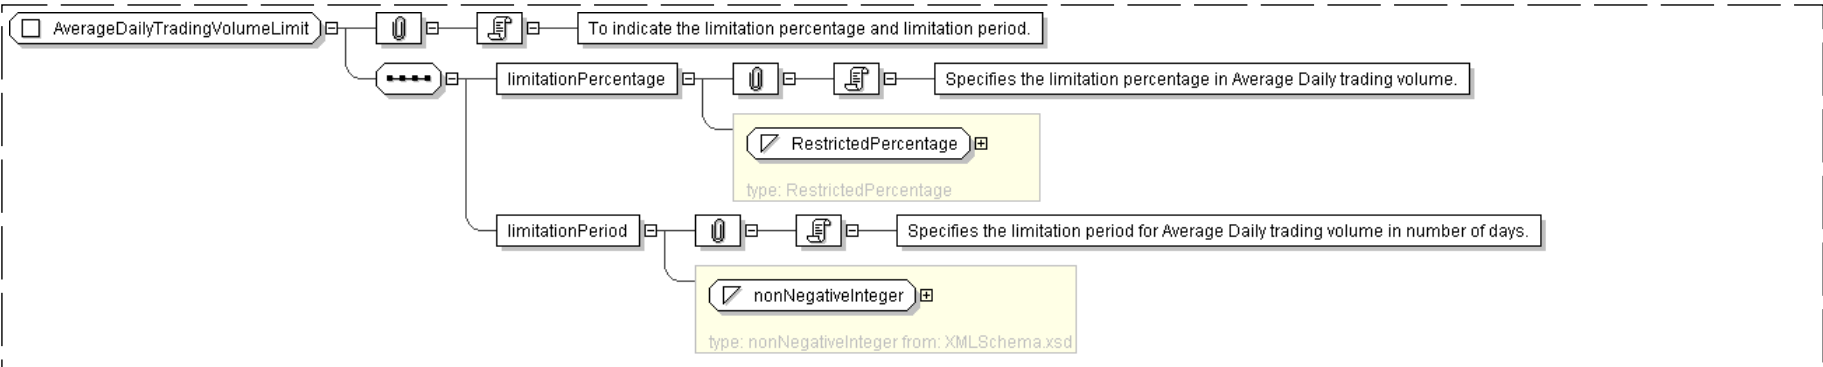 AverageDailyTradingVolumeLimit
To indicate the limitation percentage and limitation period.
limitationPercentage
Specifies the limitation percentage in Average Daily trading volume.
RestrictedPercentage
type: RestrictedPercentage
limitationPeriod
Specifies the limitation period for Average Daily trading volume in number of days.
nonNegativeInteger
type: nonNegativeInteger from: XMLSchema.xsd